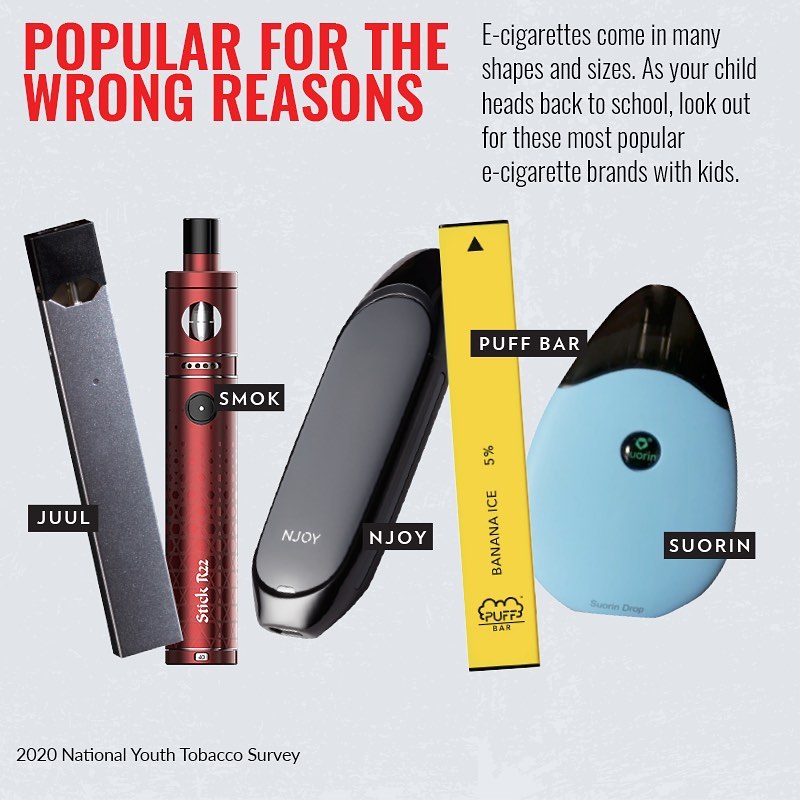 POPULAR FOR THE
WRONG REASONS
E-cigarettes come in many
shapes and sizes. As your child
heads back to school, look out
for these most popular
e-cigarette brands with kids.
JUUL
SMOK
Stick R22
40
NJOY
NJOY
PUFF BAR
BANANA ICE 5%
PUFF
BAR
suorin
SUORIN
Suorin Drop
2020 National Youth Tobacco Survey